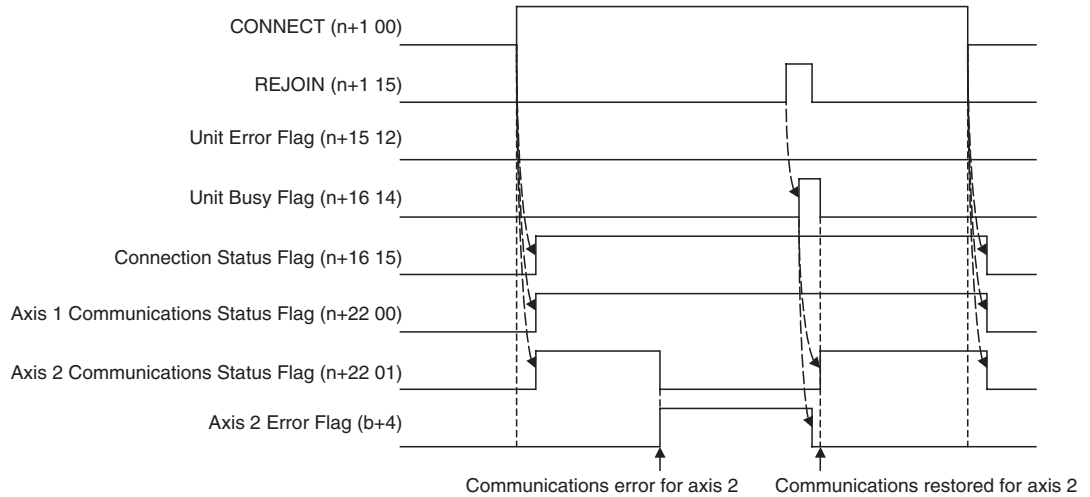 CONNECT (n+1 00)
REJOIN (n+1 15)
Unit Error Flag (n+15 12)
Unit Busy Flag (n+16 14)
Connection Status Flag (n+16 15)
Axis 1 Communications Status Flag (n+22 00)
Axis 2 Communications Status Flag (n+22 01)
Axis 2 Error Flag (b+4)
Communications error for axis 2
Communications restored for axis 2